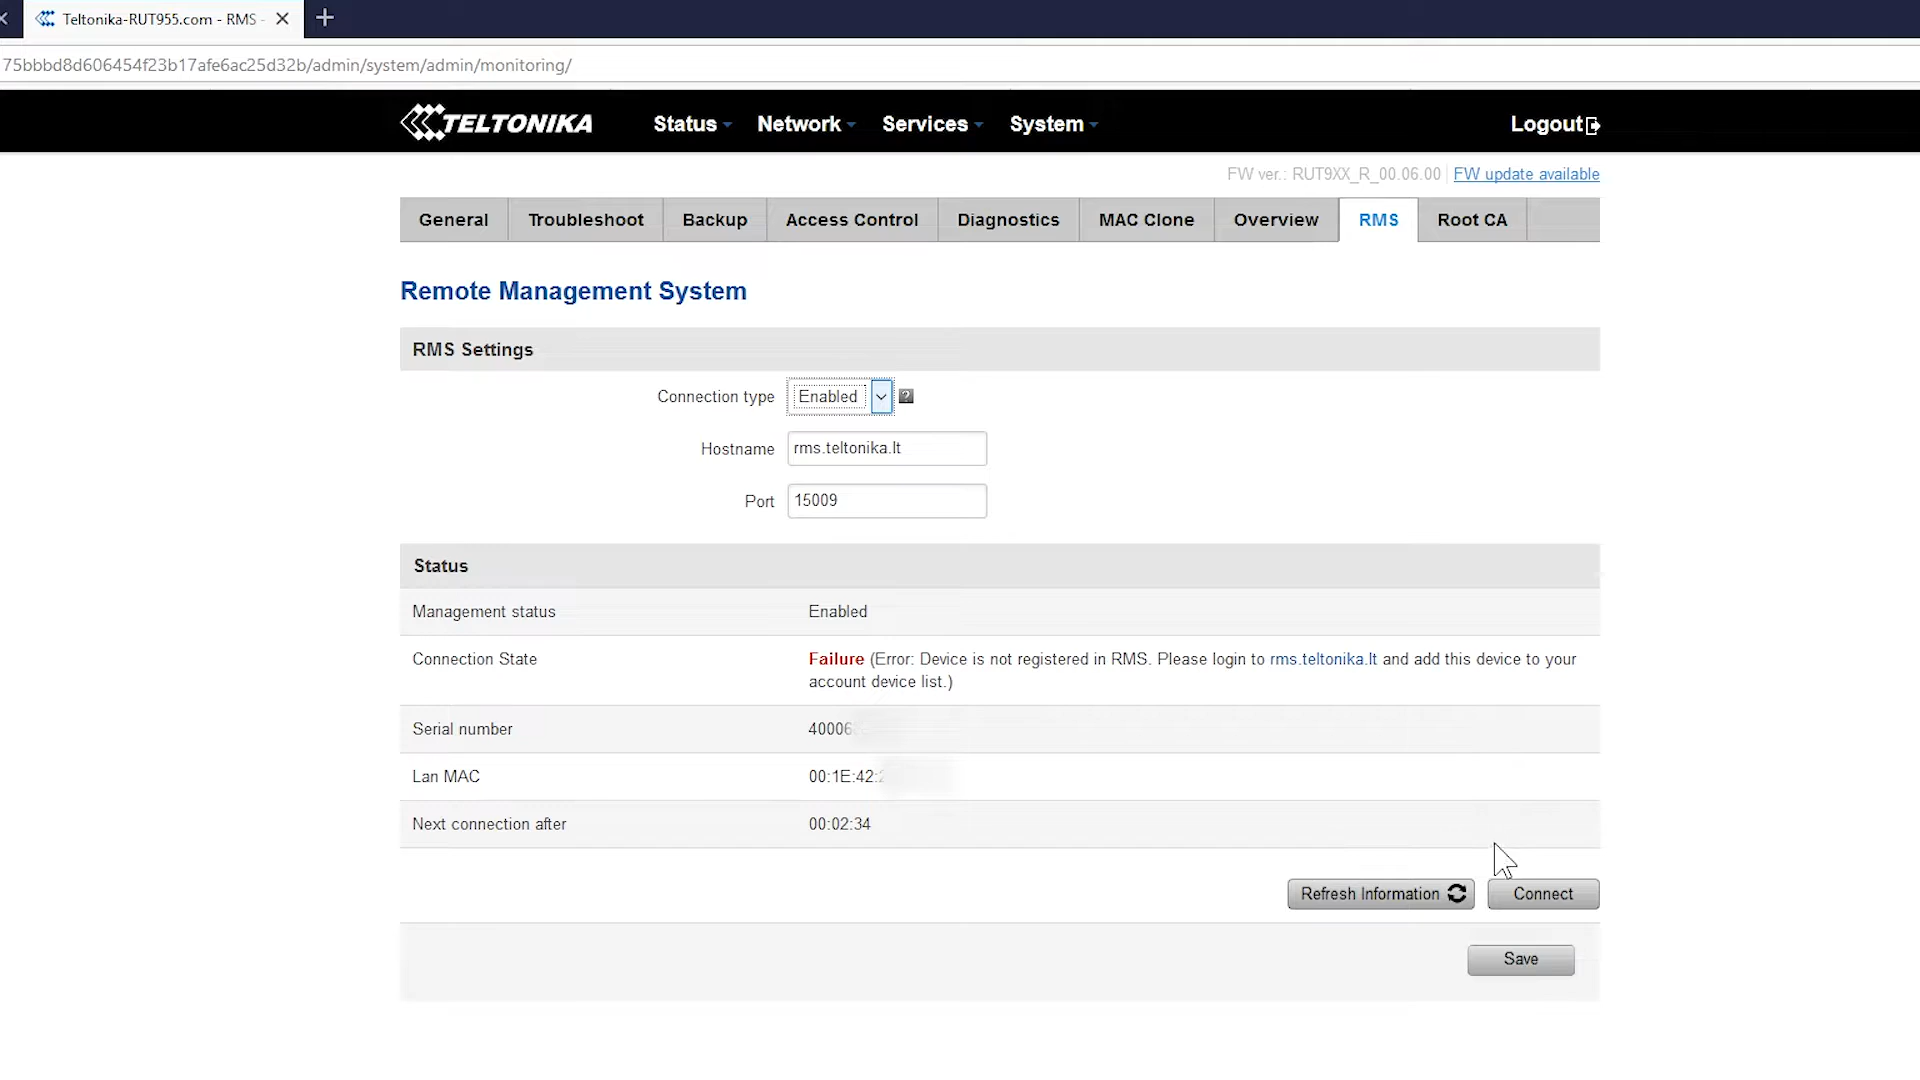 Teltonika-RUT955.com - RMS -
75bbbd8d606454f23b17afe6ac25d32b/admin/system/admin/monitoring/
TELTONIKA Status Network Services System Logout
FW ver.: RUT9XX_R_00.06.00 FW update available
General Troubleshoot Backup Access Control Diagnostics MAC Clone Overview RMS Root CA
Remote Management System
RMS Settings
Connection type Enabled ?
Hostname rms.teltonika.lt
Port 15009
Status
Management status Enabled
Connection State Failure (Error: Device is not registered in RMS. Please login to rms.teltonika.lt and add this device to your
account device list.)
Serial number 40006
Lan MAC 00:1E:42:
Next connection after 00:02:34
Refresh Information Connect
Save